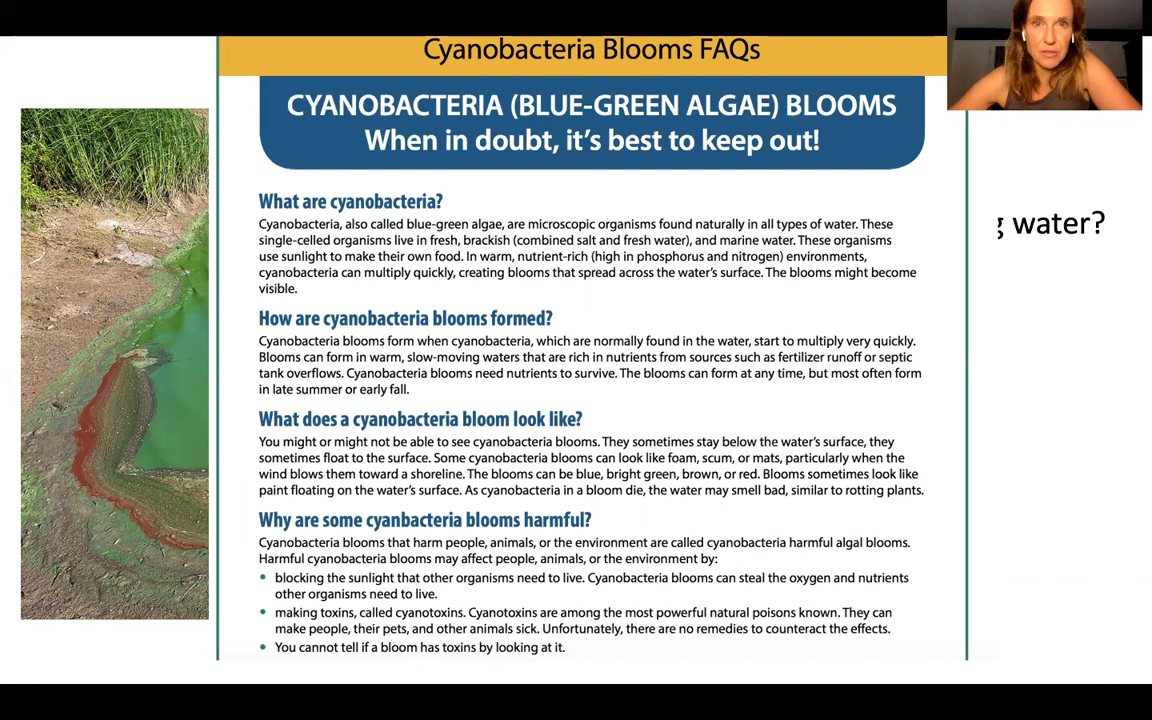 Cyanobacteria Blooms FAQs
CYANOBACTERIA (BLUE-GREEN ALGAE) BLOOMS
When in doubt, it's best to keep out!
What are cyanobacteria?
Cyanobacteria, also called blue-green algae, are microscopic organisms found naturally in all types of water. These
single-celled organisms live in fresh, brackish (combined salt and fresh water), and marine water. These organisms
use sunlight to make their own food. In warm, nutrient-rich (high in phosphorus and nitrogen) environments,
cyanobacteria can multiply quickly, creating blooms that spread across the water's surface. The blooms might become
visible.
How are cyanobacteria blooms formed?
Cyanobacteria blooms form when cyanobacteria, which are normally found in the water, start to multiply very quickly.
Blooms can form in warm, slow-moving waters that are rich in nutrients from sources such as fertilizer runoff or septic
tank overflows. Cyanobacteria blooms need nutrients to survive. The blooms can form at any time, but most often form
in late summer or early fall.
What does a cyanobacteria bloom look like?
You might or might not be able to see cyanobacteria blooms. They sometimes stay below the water's surface, they
sometimes float to the surface. Some cyanobacteria blooms can look like foam, scum, or mats, particularly when the
wind blows them toward a shoreline. The blooms can be blue, bright green, brown, or red. Blooms sometimes look like
paint floating on the water's surface. As cyanobacteria in a bloom die, the water may smell bad, similar to rotting plants.
Why are some cyanbacteria blooms harmful?
Cyanobacteria blooms that harm people, animals, or the environment are called cyanobacteria harmful algal blooms.
Harmful cyanobacteria blooms may affect people, animals, or the environment by:
• blocking the sunlight that other organisms need to live. Cyanobacteria blooms can steal the oxygen and nutrients
other organisms need to live.
• making toxins, called cyanotoxins. Cyanotoxins are among the most powerful natural poisons known. They can
make people, their pets, and other animals sick. Unfortunately, there are no remedies to counteract the effects.
• You cannot tell if a bloom has toxins by looking at it.
water?